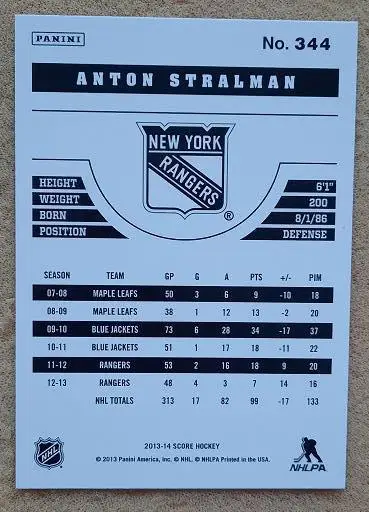 PANINI No. 344
ANTON STRALMAN
NEW YORK
RANGERS
®
HEIGHT 6'1"
WEIGHT 200
BORN 8/1/86
POSITION DEFENSE
SEASON TEAM GP G A PTS +/- PIM
07-08 MAPLE LEAFS 50 3 6 9 -10 18
08-09 MAPLE LEAFS 38 1 12 13 -2 20
09-10 BLUE JACKETS 73 6 28 34 -17 37
10-11 BLUE JACKETS 51 1 17 18 -11 22
11-12 RANGERS 53 2 16 18 9 20
12-13 RANGERS 48 4 3 7 14 16
NHL TOTALS 313 17 82 99 -17 133
NHL
2013-14 SCORE HOCKEY
© 2013 Panini America, Inc. © NHL. © NHLPA Printed in the USA.
NHLPA